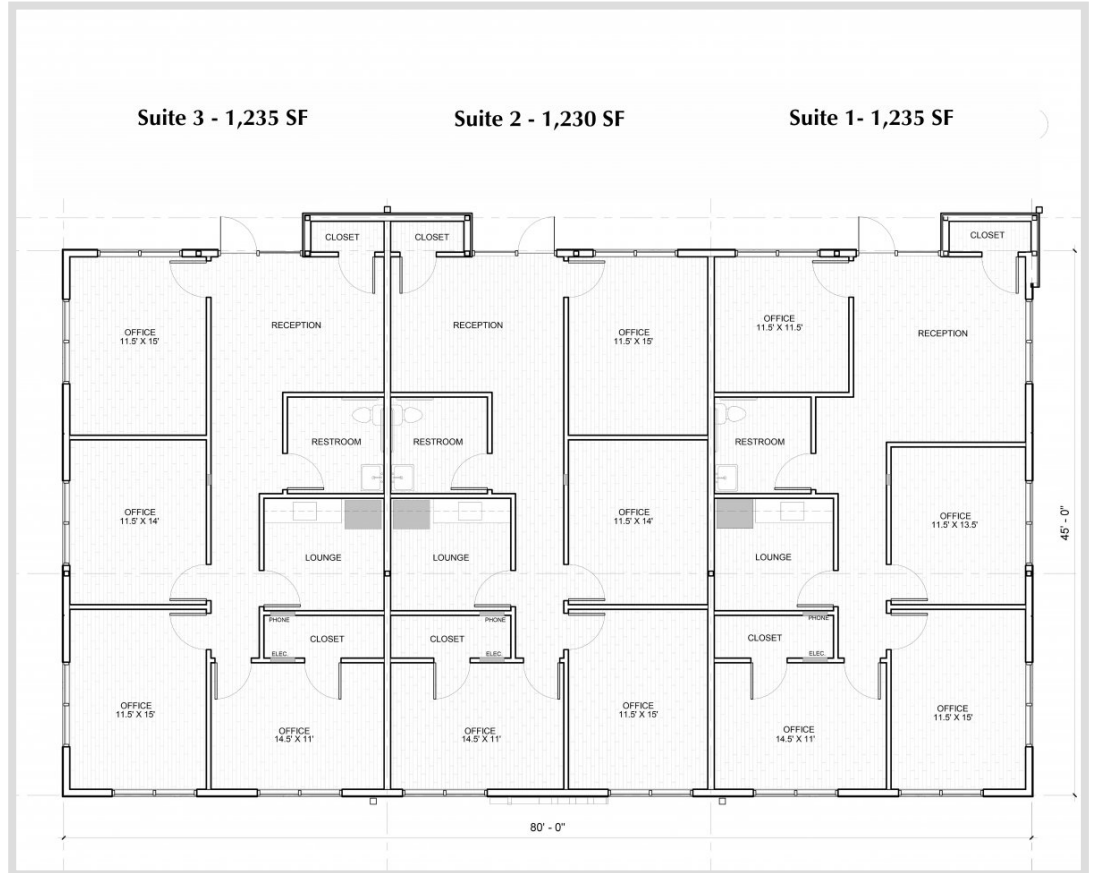 Suite 3 - 1,235 SF
Suite 2 - 1,230 SF
Suite 1- 1,235 SF
CLOSET
CLOSET
CLOSET
OFFICE
11.5' X 15'
RECEPTION
RECEPTION
OFFICE
11.5' X 15'
OFFICE
11.5' X 11.5'
RECEPTION
RESTROOM
RESTROOM
RESTROOM
OFFICE
11.5' X 14'
OFFICE
11.5' X 14'
OFFICE
11.5' X 13.5'
45' - 0"
LOUNGE
LOUNGE
LOUNGE
PHONE
CLOSET
ELEC.
PHONE
CLOSET
ELEC
PHONE
CLOSET
ELEC.
OFFICE
11.5' X 15'
OFFICE
14.5' X 11'
OFFICE
14.5' X 11'
OFFICE
11.5' X 15'
OFFICE
14.5' X 11'
OFFICE
11.5' X 15'
80' - 0"